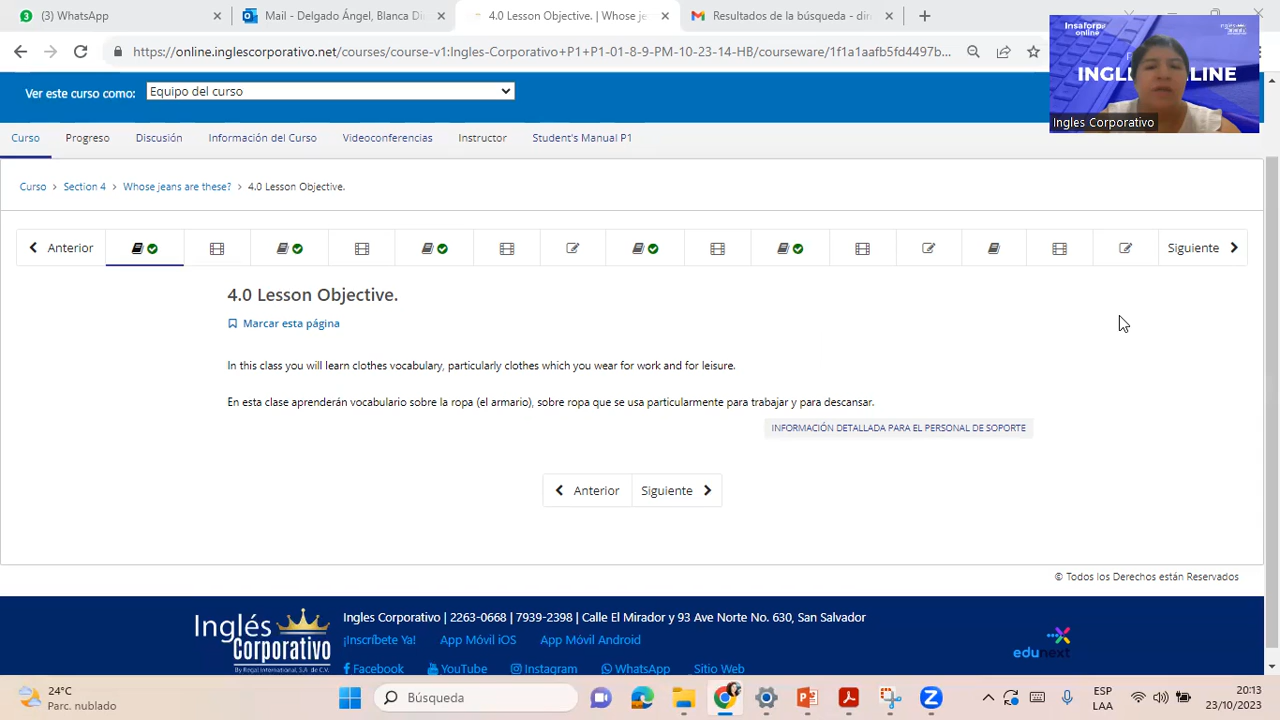 (3) WhatsApp
Mail - Delgado Ángel, Bianca Di
4.0 Lesson Objective. | Whose je
Resultados de la búsqueda - din
https://online.inglescorporativo.net/courses/course-v1:Ingles-Corporativo+P1+P1-01-8-9-PM-10-23-14-HB/courseware/1f1a1aafb5fd4497b...
Insaforp
online
INGL ONLINE
Ingles Corporativo
Ver este curso como:
Equipo del curso
Curso
Progreso
Discusión
Información del Curso
Videoconferencias
Instructor
Student's Manual P1
Curso > Section 4 > Whose jeans are these? > 4.0 Lesson Objective.
Anterior
Siguiente
4.0 Lesson Objective.
Marcar esta página
In this class you will learn clothes vocabulary, particularly clothes which you wear for work and for leisure.
En esta clase aprenderán vocabulario sobre la ropa (el armario), sobre ropa que se usa particularmente para trabajar y para descansar.
INFORMACIÓN DETALLADA PARA EL PERSONAL DE SOPORTE
Anterior
Siguiente
© Todos los Derechos están Reservados
Inglés
Corporativo
By Regal International, S.A. de C.V.
Ingles Corporativo | 2263-0668 | 7939-2398 | Calle El Mirador y 93 Ave Norte No. 630, San Salvador
¡Inscríbete Ya!
App Móvil iOS
App Móvil Android
Facebook
YouTube
Instagram
WhatsApp
Sitio Web
edunext
24°C
Parc. nublado
Búsqueda
ESP
LAA
20:13
23/10/2023